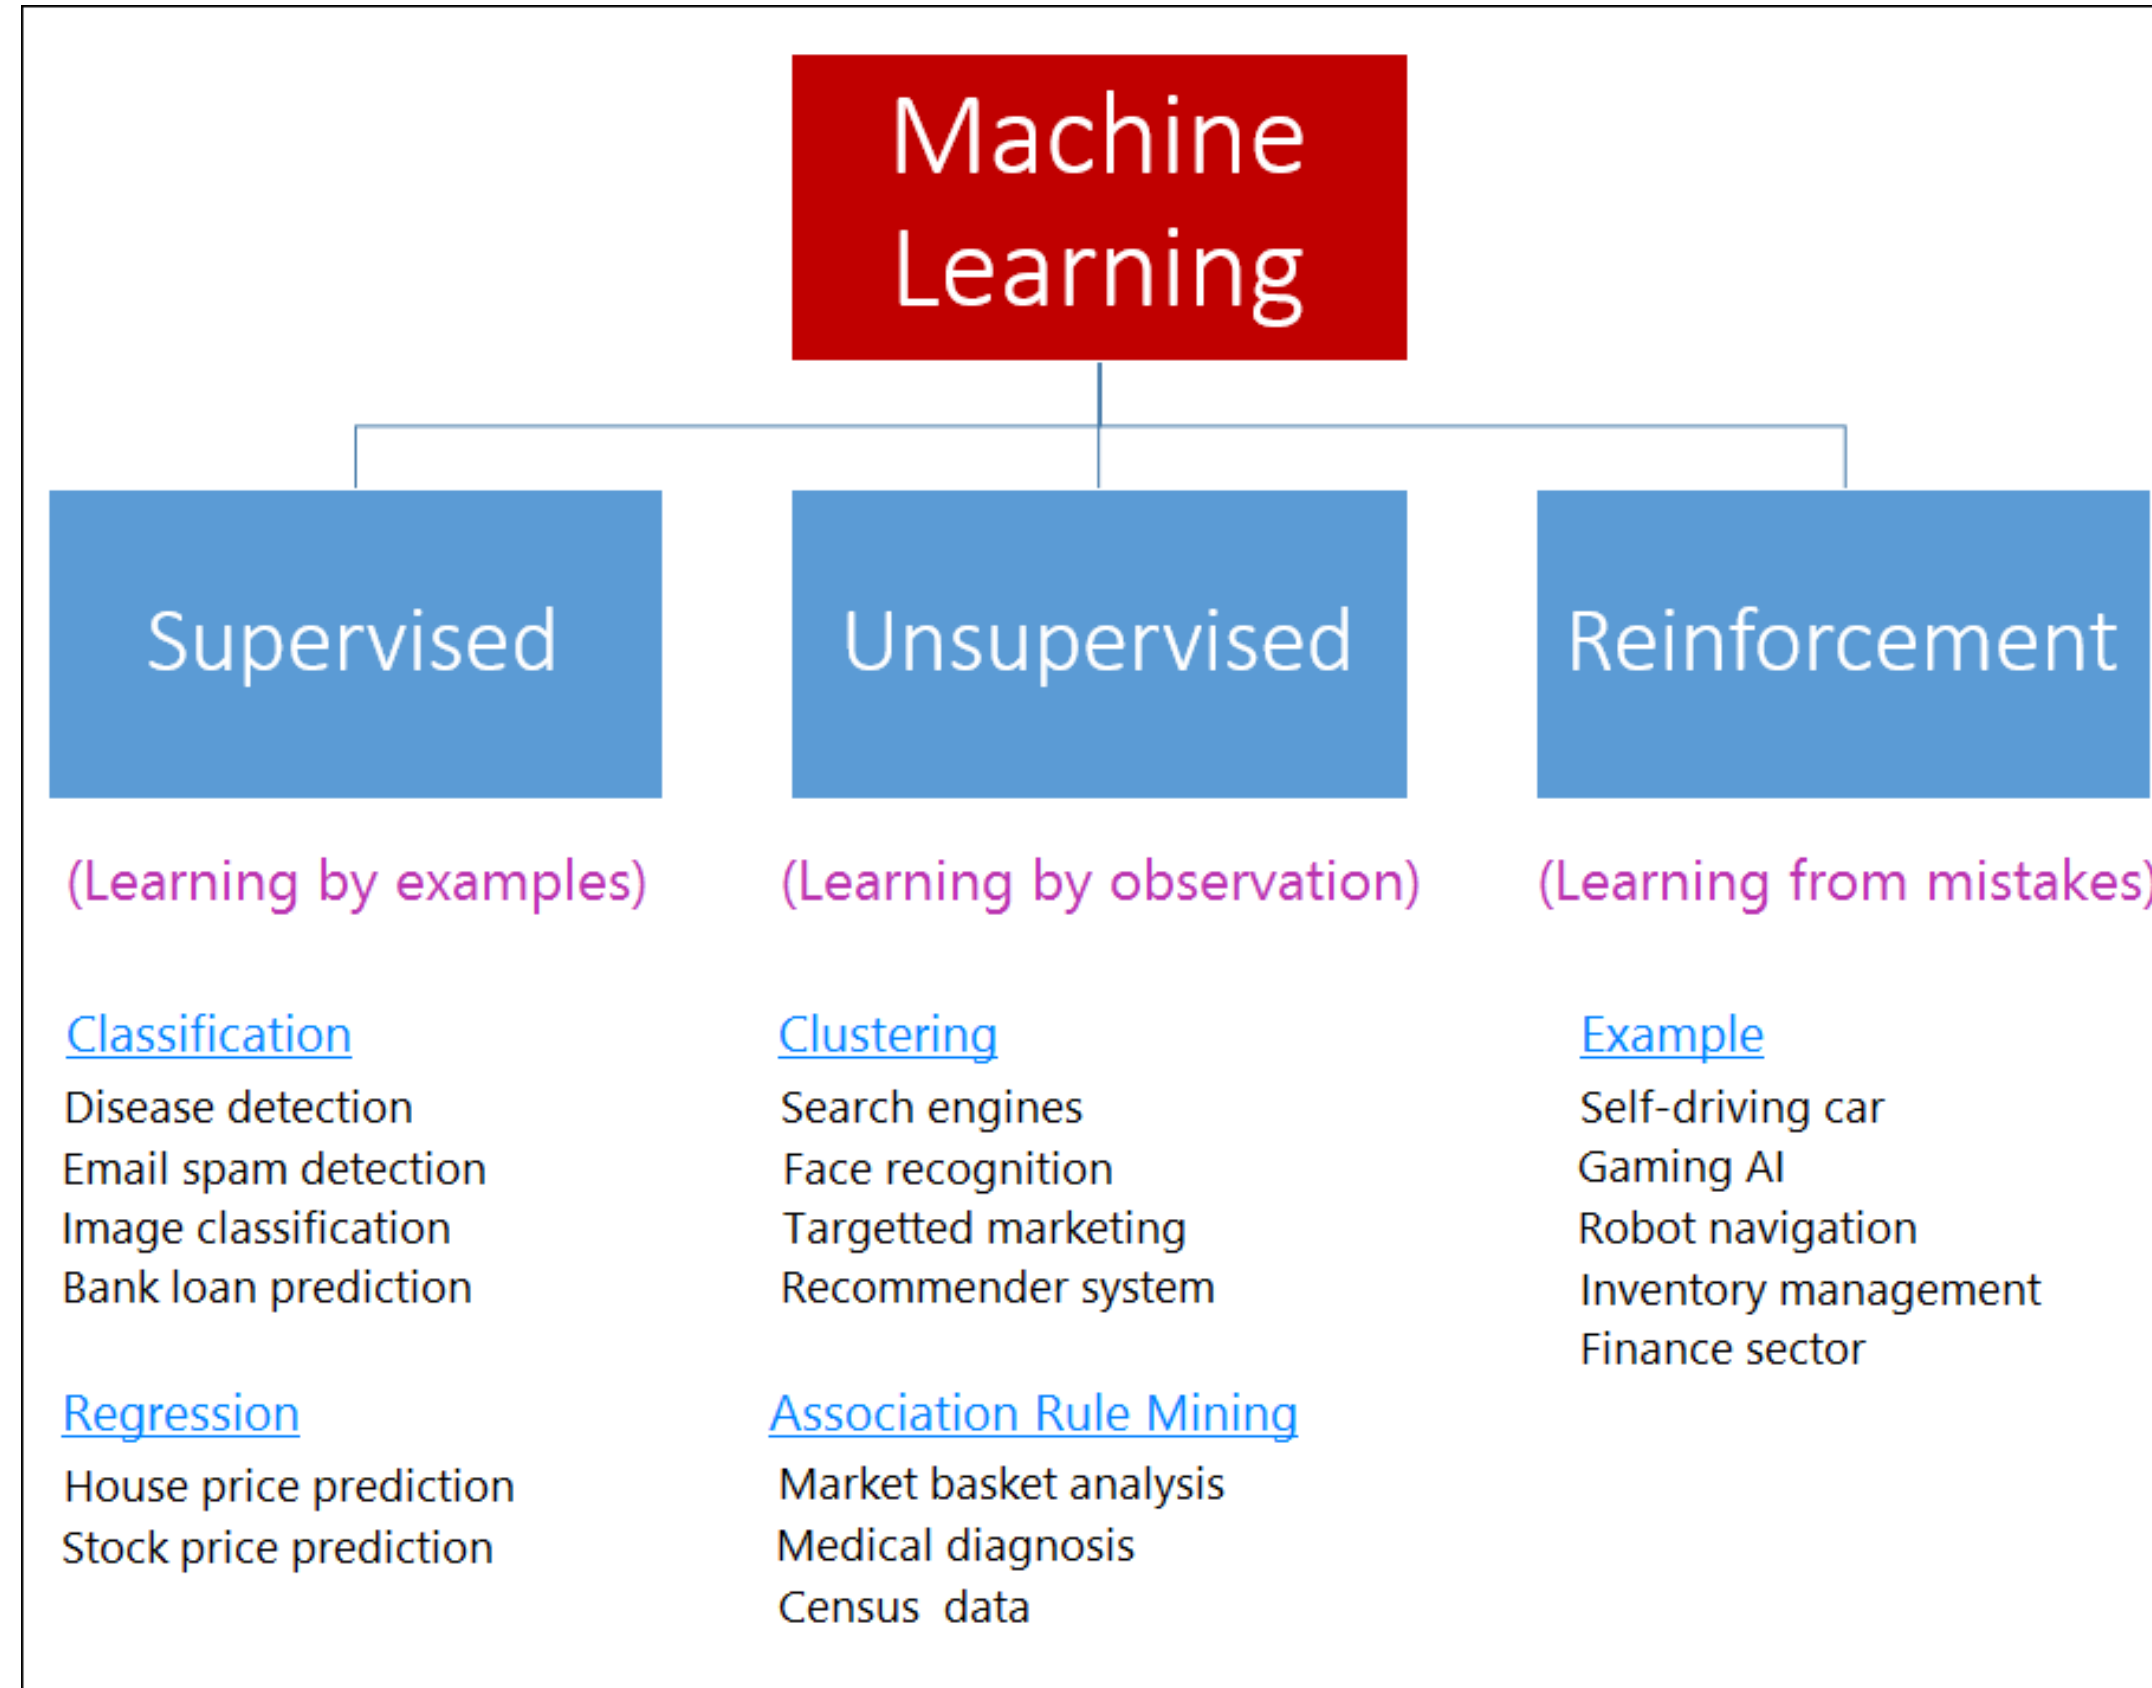 Machine
Learning
Supervised
Unsupervised
Reinforcement
(Learning by examples)
(Learning by observation)
(Learning from mistakes)
Classification
Disease detection
Email spam detection
Image classification
Bank loan prediction
Regression
House price prediction
Stock price prediction
Clustering
Search engines
Face recognition
Targetted marketing
Recommender system
Association Rule Mining
Market basket analysis
Medical diagnosis
Census data
Example
Self-driving car
Gaming AI
Robot navigation
Inventory management
Finance sector